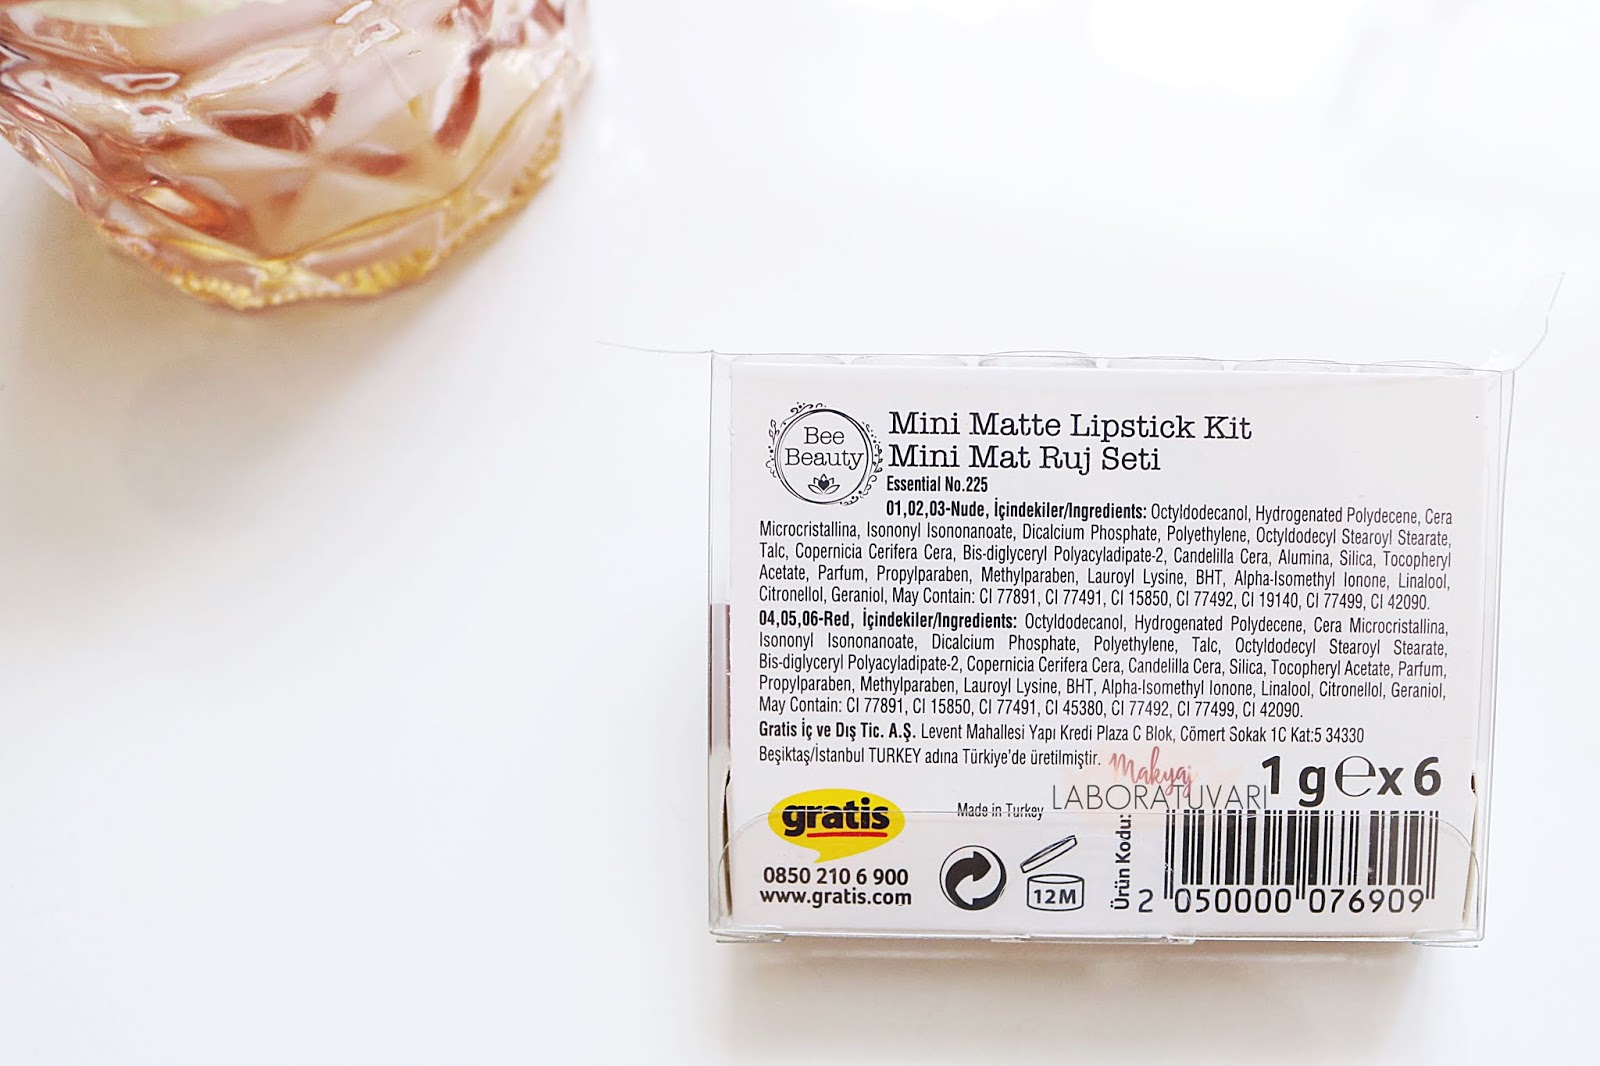 Bee
Beauty
Mini Matte Lipstick Kit
Mini Mat Ruj Seti
Essential No.225
01,02,03-Nude, İçindekiler/Ingredients: Octyldodecanol, Hydrogenated Polydecene, Cera
Microcristallina, Isononyl Isononanoate, Dicalcium Phosphate, Polyethylene, Octyldodecyl Stearoyl Stearate,
Talc, Copernicia Cerifera Cera, Bis-diglyceryl Polyacyladipate-2, Candelilla Cera, Alumina, Silica, Tocopheryl
Acetate, Parfum, Propylparaben, Methylparaben, Lauroyl Lysine, BHT, Alpha-Isomethyl Ionone, Linalool,
Citronellol, Geraniol, May Contain: CI 77891, CI 77491, CI 15850, CI 77492, CI 19140, CI 77499, CI 42090.
04,05,06-Red, İçindekiler/Ingredients: Octyldodecanol, Hydrogenated Polydecene, Cera Microcristallina,
Isononyl Isononanoate, Dicalcium Phosphate, Polyethylene, Talc, Octyldodecyl Stearoyl Stearate,
Bis-diglyceryl Polyacyladipate-2, Copernicia Cerifera Cera, Candelilla Cera, Silica, Tocopheryl Acetate, Parfum,
Propylparaben, Methylparaben, Lauroyl Lysine, BHT, Alpha-Isomethyl Ionone, Linalool, Citronellol, Geraniol,
May Contain: CI 77891, CI 15850, CI 77491, CI 45380, CI 77492, CI 77499, CI 42090.
Gratis İç ve Dış Tic. A.Ş. Levent Mahallesi Yapı Kredi Plaza C Blok, Cömert Sokak 1C Kat:5 34330
Beşiktaş/İstanbul TURKEY adına Türkiye'de üretilmiştir.
Makyaj
LABORATUVARI
1 g ℮ x 6
gratis
Made in Turkey
0850 210 6 900
www.gratis.com
12M
Ürün Kodu:
2 050000 076909